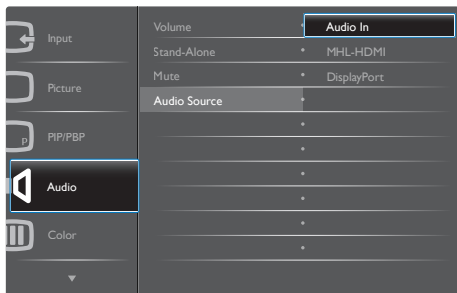 Input
Picture
P
PIP/PBP
Audio
Color
Volume
Stand-Alone
Mute
Audio Source
Audio In
MHL-HDMI
DisplayPort